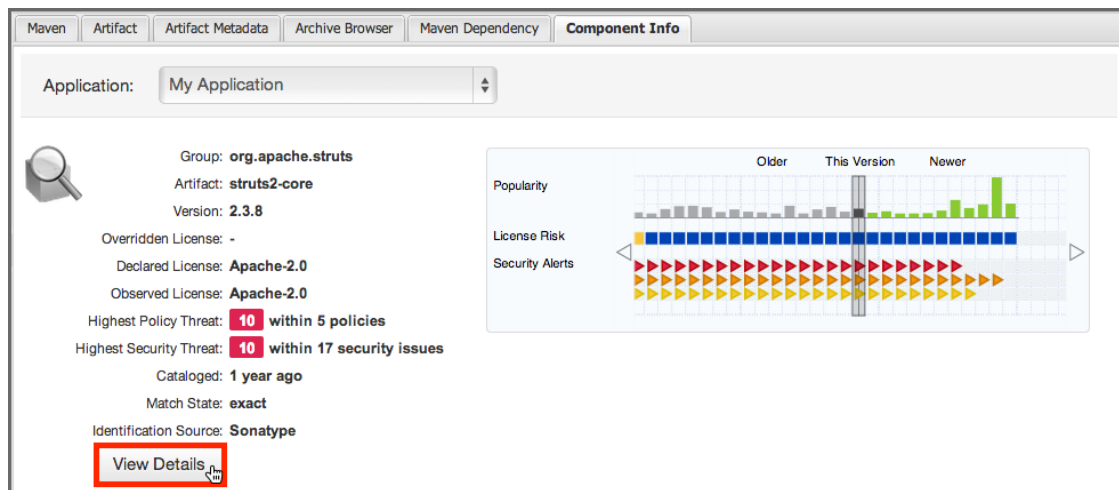 Maven Artifact Artifact Metadata Archive Browser Maven Dependency Component Info
Application: My Application
Group: org.apache.struts
Artifact: struts2-core
Version: 2.3.8
Overridden License: -
Declared License: Apache-2.0
Observed License: Apache-2.0
Highest Policy Threat: 10 within 5 policies
Highest Security Threat: 10 within 17 security issues
Cataloged: 1 year ago
Match State: exact
Identification Source: Sonatype
View Details
Older This Version Newer
Popularity
License Risk
Security Alerts